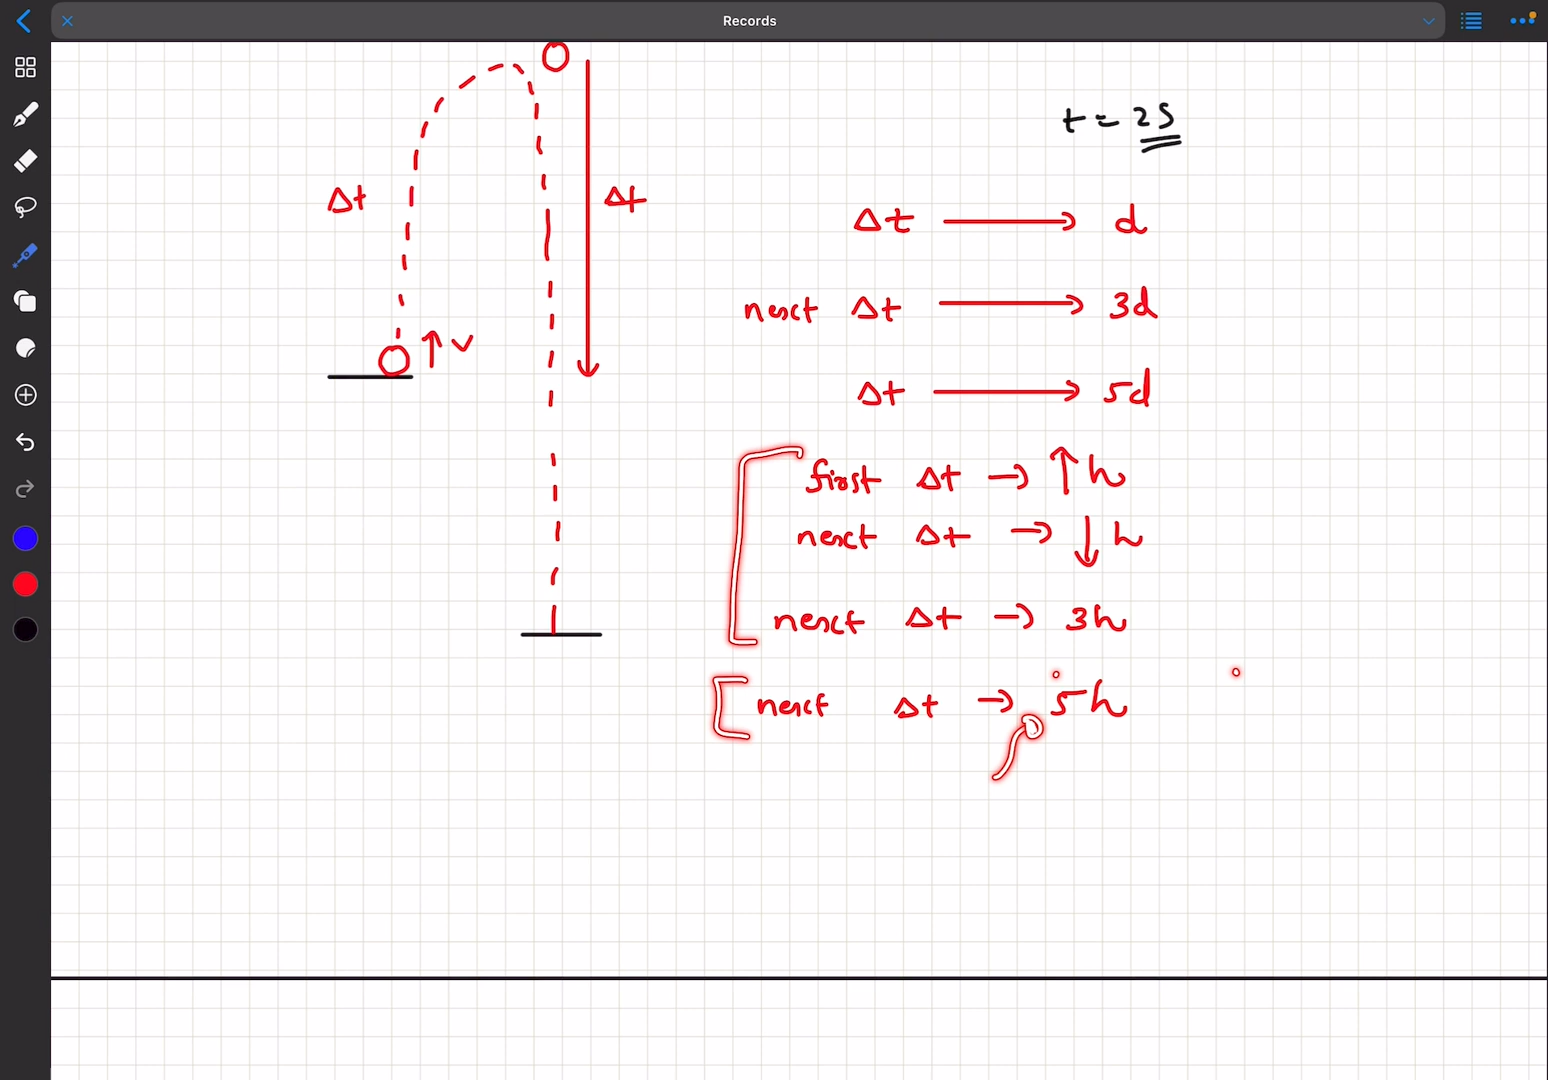 Records
t = 2s
Δt
Δt
↑ v
Δt → d
next Δt → 3d
Δt → 5d
first Δt → ↑ h
next Δt → ↓ h
next Δt → 3h
next Δt → 5h